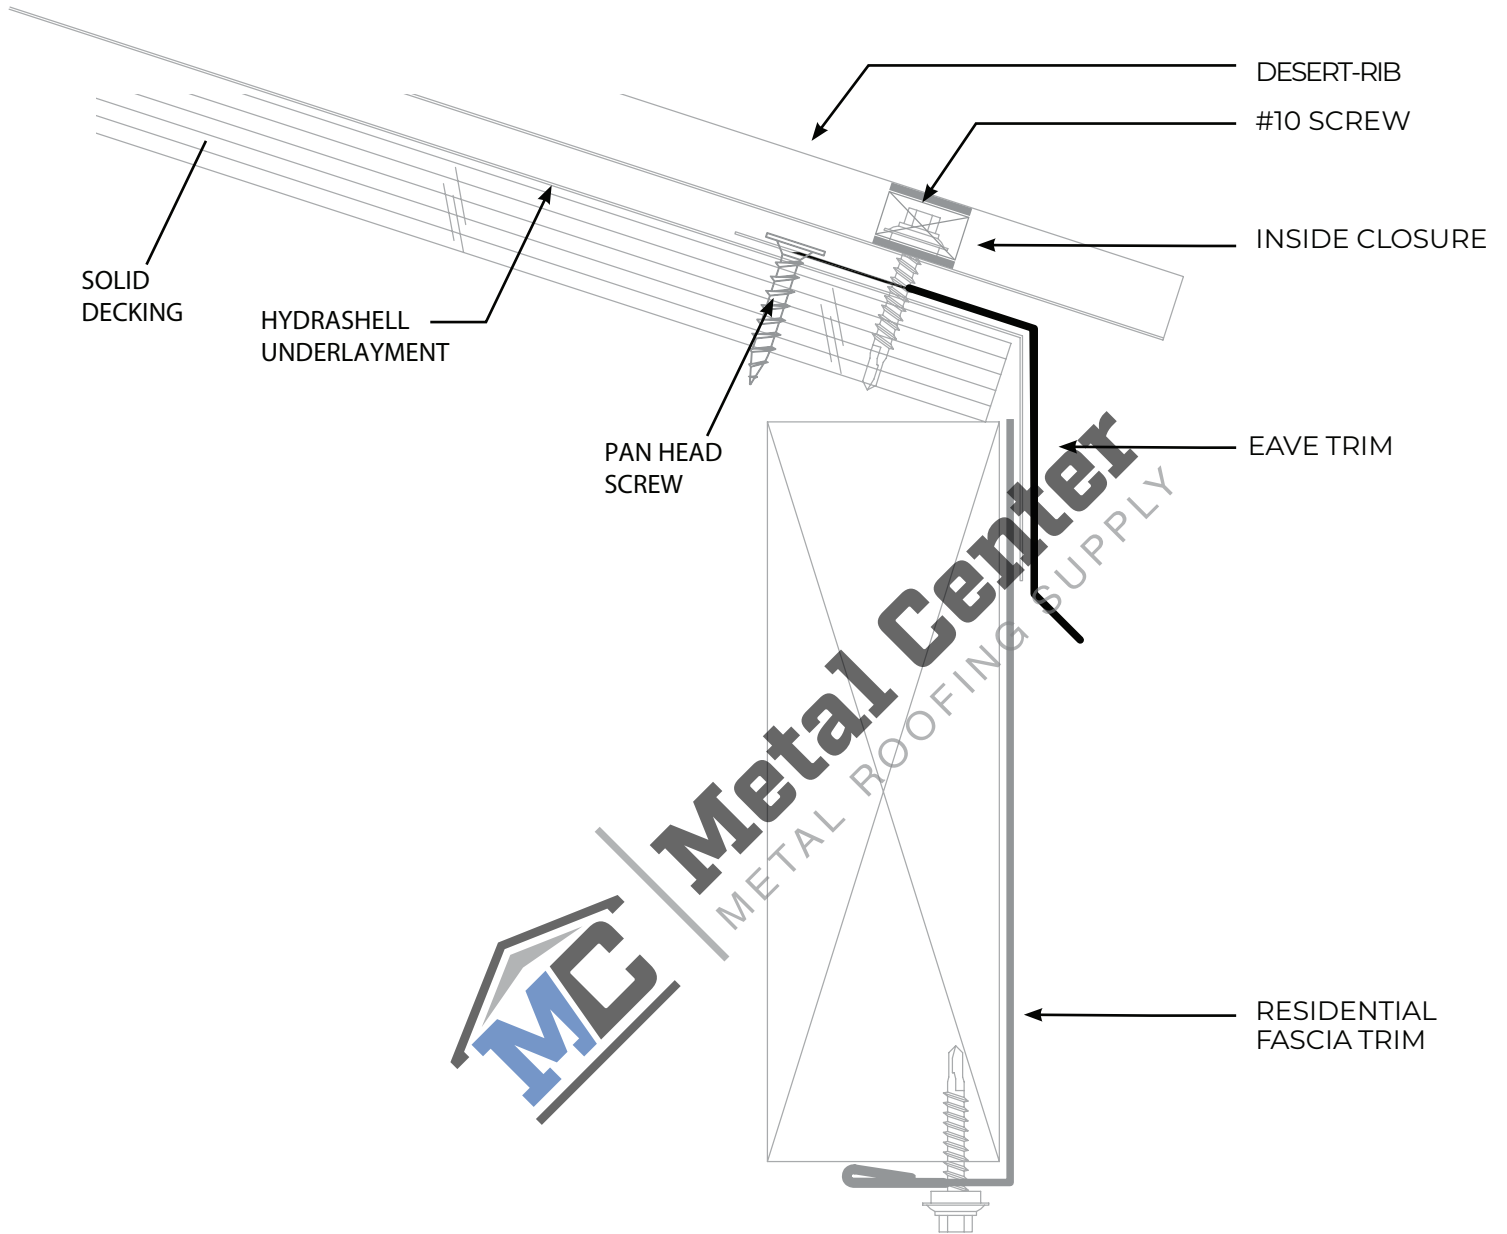 DESERT-RIB
#10 SCREW
INSIDE CLOSURE
SOLID
DECKING
HYDRASHELL
UNDERLAYMENT
PAN HEAD
SCREW
EAVE TRIM
Metal Center
METAL ROOFING SUPPLY
MC
RESIDENTIAL
FASCIA TRIM